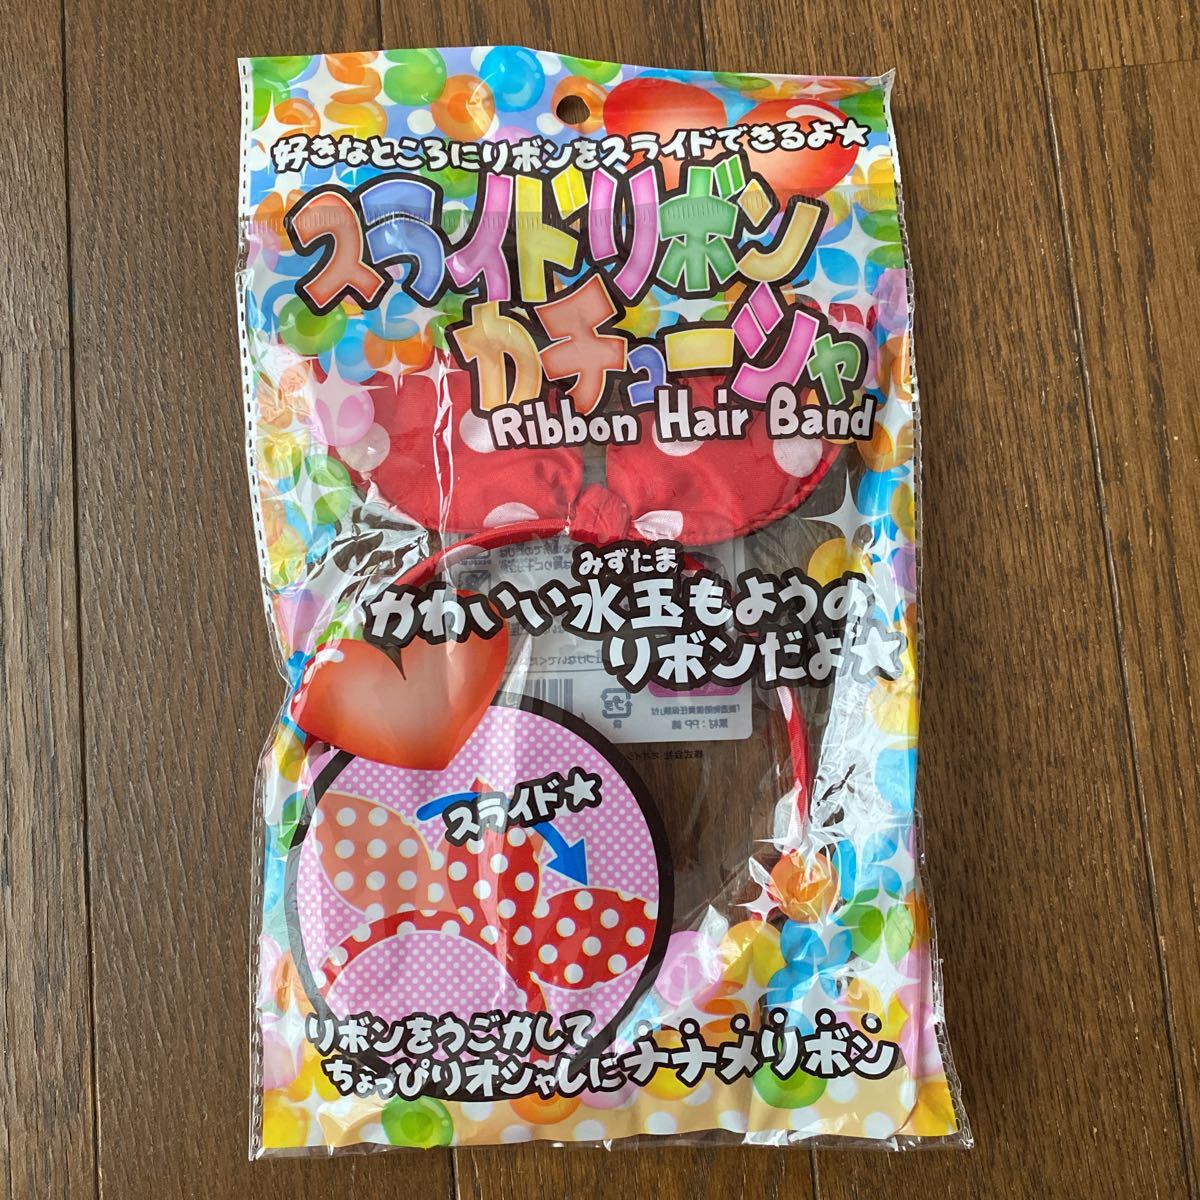 好きなところにリボンをスライドできるよ★
スライドリボン
カチューシャ
Ribbon Hair Band
みずたま
かわいい水玉もようの
リボンだよ★
スライド★
リボンをうごかして
ちょっぴりオシャレにナナメリボン